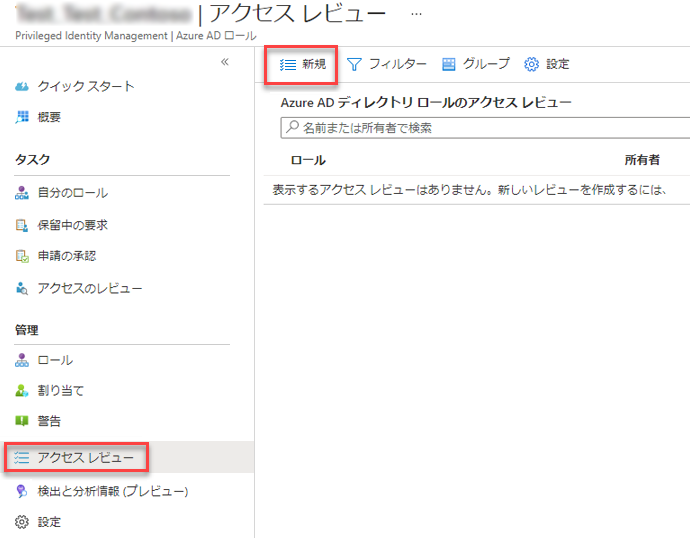 | アクセス レビュー ...
Privileged Identity Management | Azure AD ロール
«
クイック スタート
概要
タスク
自分のロール
保留中の要求
申請の承認
アクセスのレビュー
管理
ロール
割り当て
警告
アクセス レビュー
検出と分析情報 (プレビュー)
設定
新規 フィルター グループ 設定
Azure AD ディレクトリ ロールのアクセス レビュー
名前または所有者で検索
ロール 所有者
表示するアクセス レビューはありません。新しいレビューを作成するには、